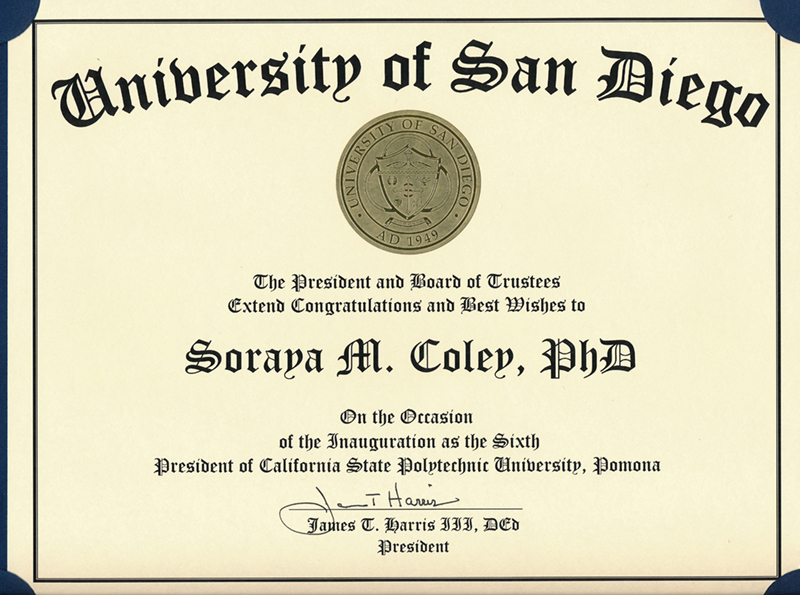 University of San Diego
UNIVERSITY OF SAN DIEGO
AD 1949
The President and Board of Trustees
Extend Congratulations and Best Wishes to
Soraya M. Coley, PhD
On the Occasion
of the Inauguration as the Sixth
President of California State Polytechnic University, Pomona
James T Harris
James T. Harris III, DEd
President